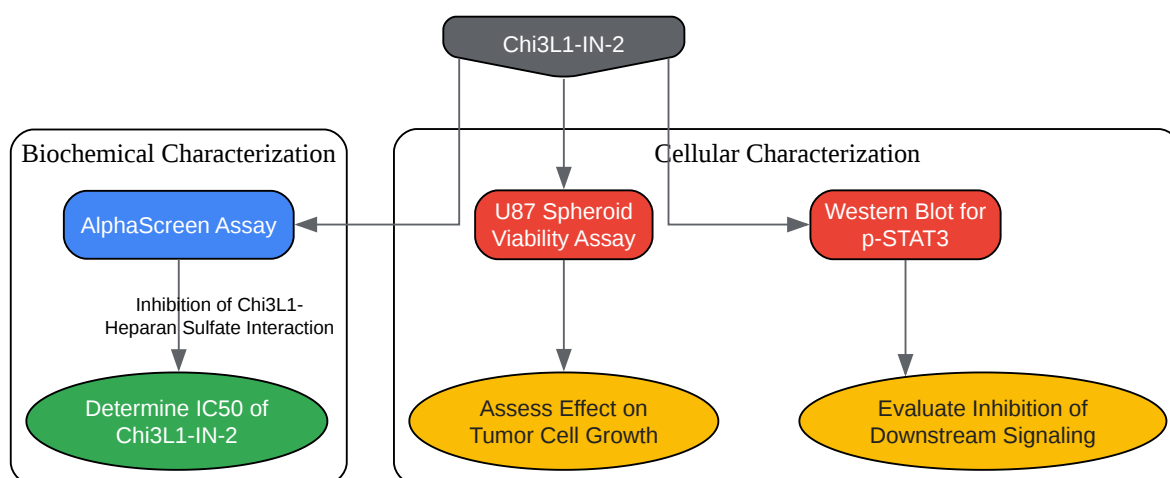 Chi3L1-IN-2
Biochemical Characterization
Cellular Characterization
AlphaScreen Assay
U87 Spheroid
Viability Assay
Western Blot for
p-STAT3
Inhibition of Chi3L1-
Heparan Sulfate Interaction
Determine IC50 of
Chi3L1-IN-2
Assess Effect on
Tumor Cell Growth
Evaluate Inhibition of
Downstream Signaling